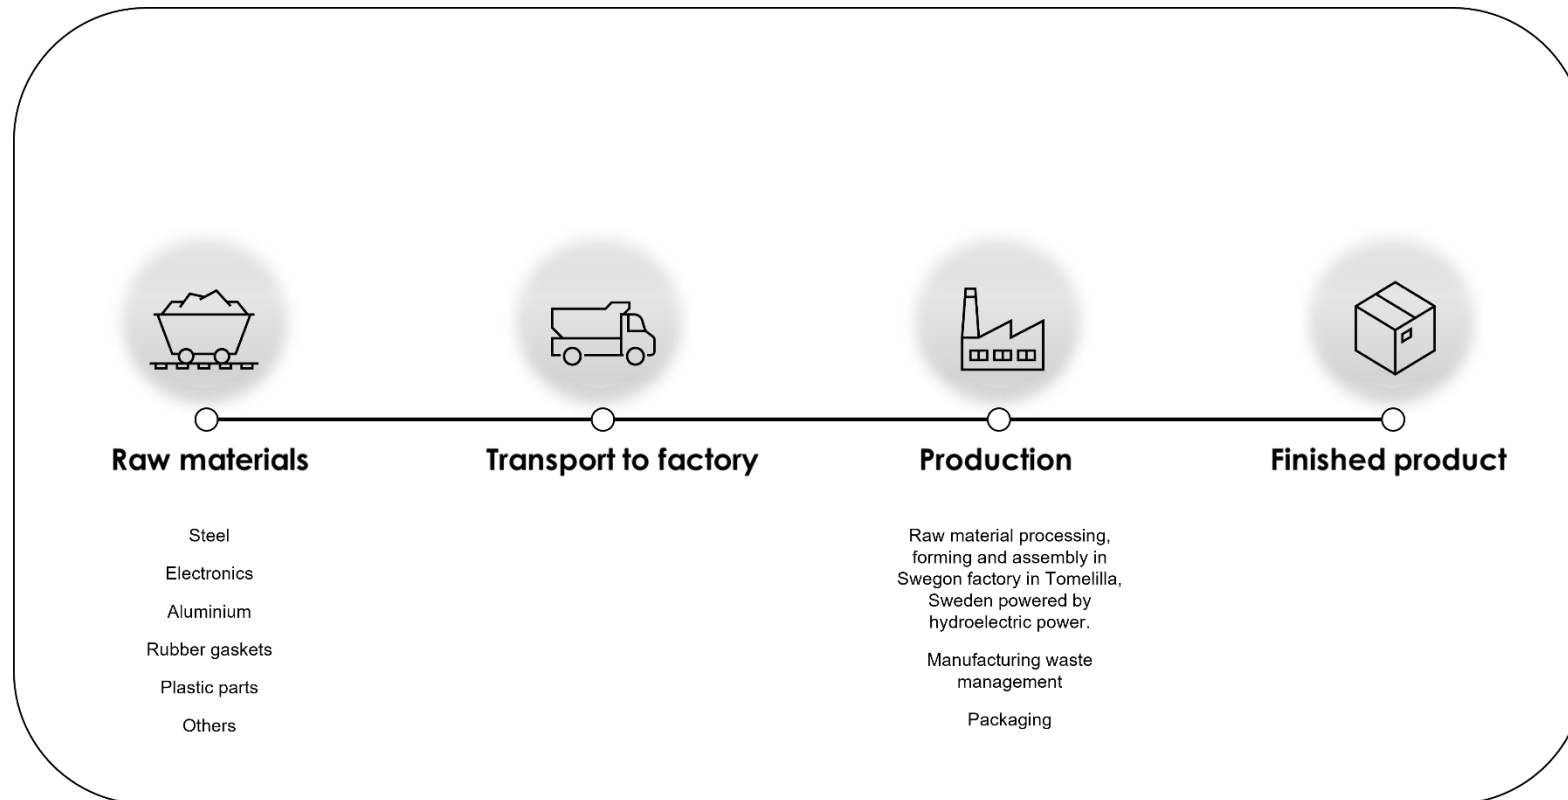 Raw materials
Transport to factory
Production
Finished product
Steel
Electronics
Aluminium
Rubber gaskets
Plastic parts
Others
Raw material processing,
forming and assembly in
Swegon factory in Tomelilla,
Sweden powered by
hydroelectric power.
Manufacturing waste
management
Packaging